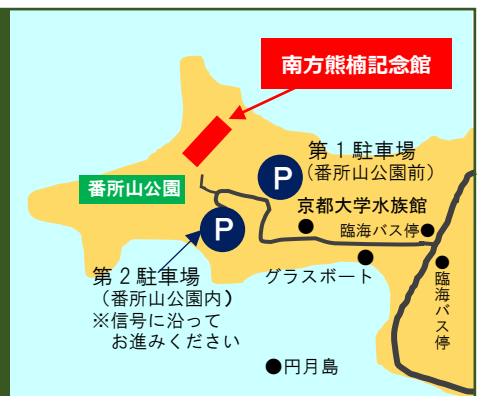 南方熊楠記念館
第1駐車場
（番所山公園前）
P
番所山公園
京都大学水族館
P
臨海バス停
グラスボート
臨海バス停
第2駐車場
（番所山公園内）
※信号に沿って
お進みください
円月島